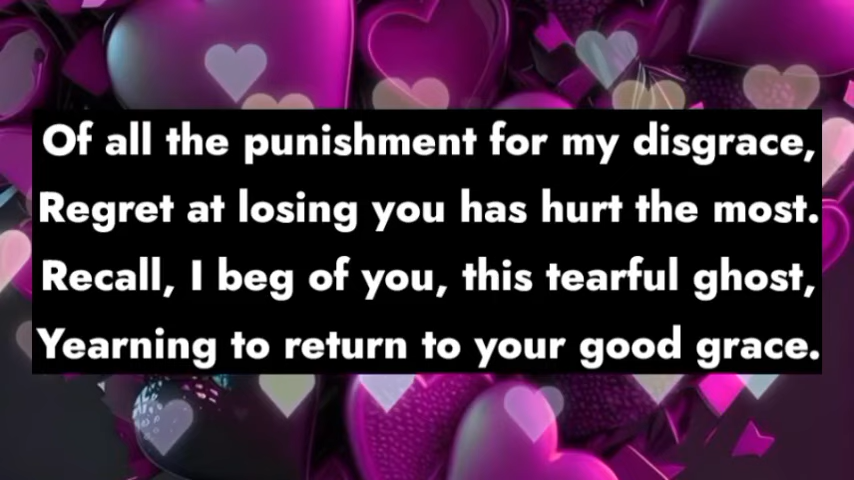 Of all the punishment for my disgrace,
Regret at losing you has hurt the most.
Recall, I beg of you, this tearful ghost,
Yearning to return to your good grace.